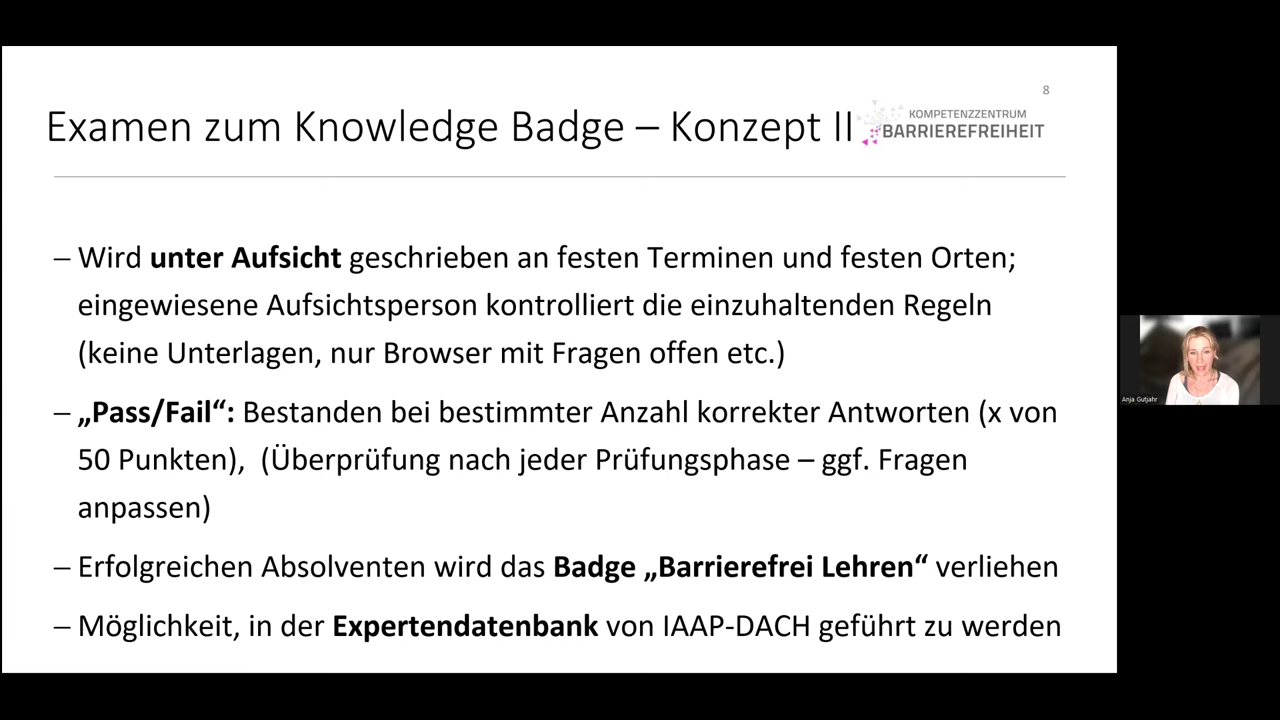 8
Examen zum Knowledge Badge – Konzept II
KOMPETENZZENTRUM
BARRIEREFREIHEIT
– Wird unter Aufsicht geschrieben an festen Terminen und festen Orten;
eingewiesene Aufsichtsperson kontrolliert die einzuhaltenden Regeln
(keine Unterlagen, nur Browser mit Fragen offen etc.)
– „Pass/Fail“: Bestanden bei bestimmter Anzahl korrekter Antworten (x von
50 Punkten), (Überprüfung nach jeder Prüfungsphase – ggf. Fragen
anpassen)
– Erfolgreichen Absolventen wird das Badge „Barrierefrei Lehren“ verliehen
– Möglichkeit, in der Expertendatenbank von IAAP-DACH geführt zu werden
Anja Gutjahr